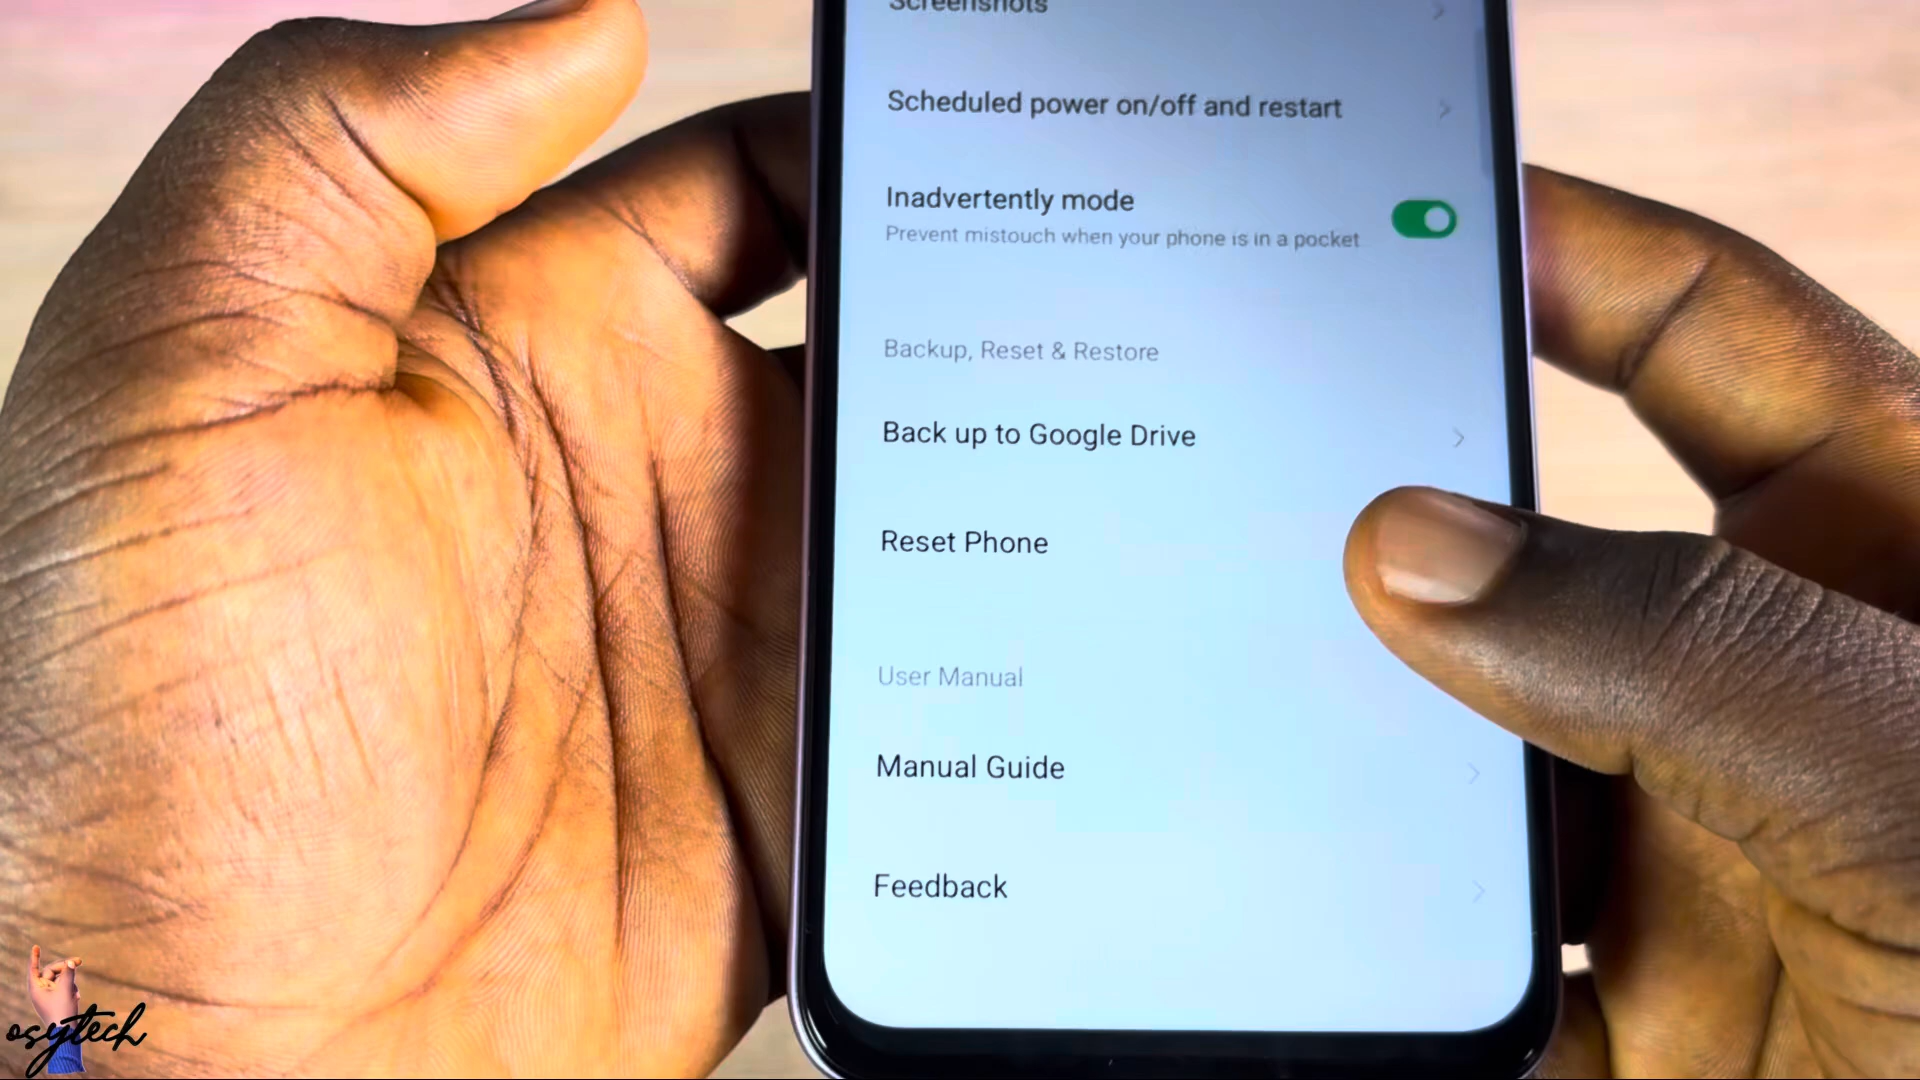 Screenshots
Scheduled power on/off and restart
Inadvertently mode
Prevent mistouch when your phone is in a pocket
Backup, Reset & Restore
Back up to Google Drive
Reset Phone
User Manual
Manual Guide
Feedback
osytech